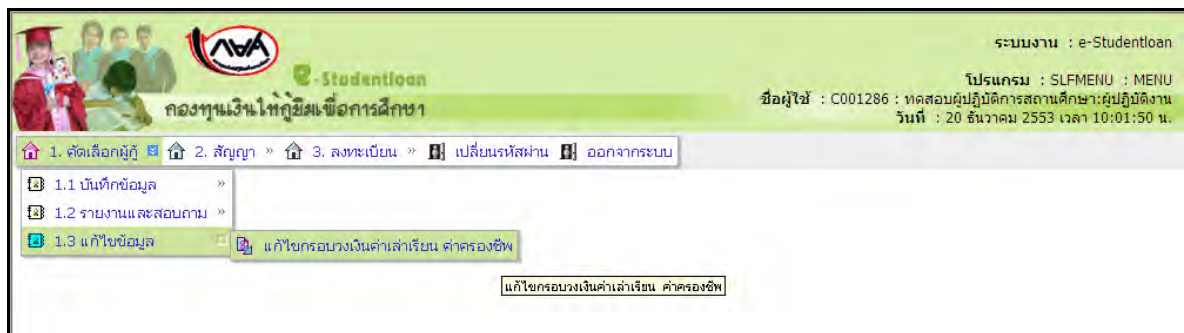 ระบบงาน : e-Studentloan
กยศ
e-Studentloan
โปรแกรม : SLFMENU : MENU
กองทุนเงินให้กู้ยืมเพื่อการศึกษา
ชื่อผู้ใช้ : C001286 : ทดสอบผู้ปฏิบัติการสถานศึกษา:ผู้ปฏิบัติงาน
วันที่ : 20 ธันวาคม 2553 เวลา 10:01:50 น.
1. คัดเลือกผู้กู้ 2. สัญญา » 3. ลงทะเบียน » เปลี่ยนรหัสผ่าน ออกจากระบบ
1.1 บันทึกข้อมูล »
1.2 รายงานและสอบถาม »
1.3 แก้ไขข้อมูล
แก้ไขกรอบวงเงินค่าเล่าเรียน ค่าครองชีพ
แก้ไขกรอบวงเงินค่าเล่าเรียน ค่าครองชีพ